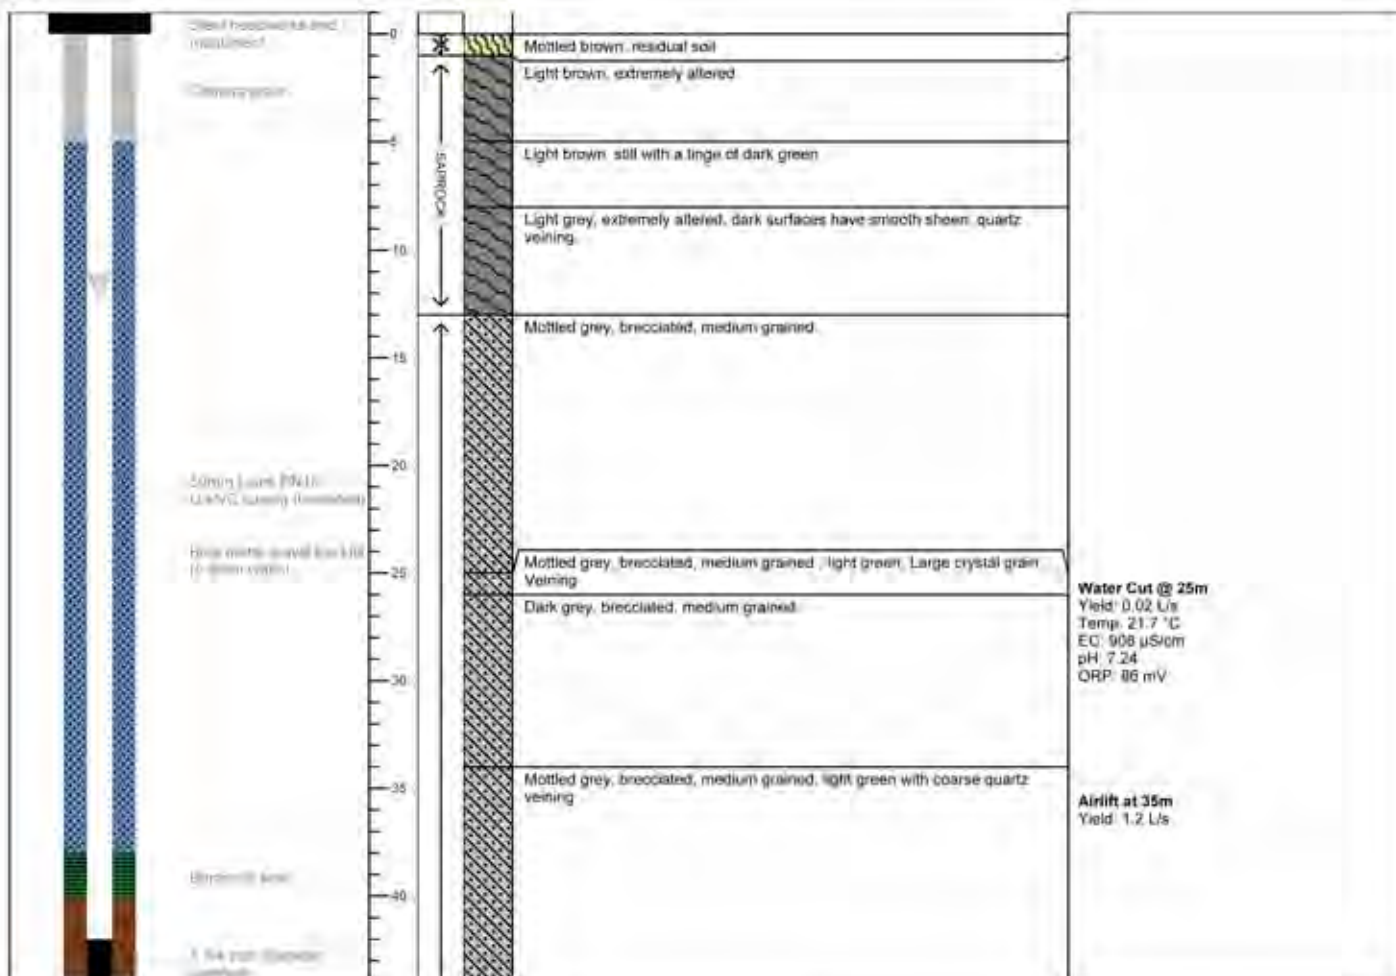 0
Mottled brown, residual soil
Light brown, extremely altered
5
Light brown, still with a tinge of dark green
SAPROCK
Light grey, extremely altered, dark surfaces have smooth sheen, quartz
veining.
10
Mottled grey, brecciated, medium grained.
15
20
Mottled grey, brecciated, medium grained, light green, Large crystal grain
Veining
25
Dark grey, brecciated, medium grained.
Water Cut @ 25m
Yield: 0.02 L/s
Temp. 21.7 °C
EC: 908 µS/cm
pH: 7.24
ORP: 86 mV
30
Mottled grey, brecciated, medium grained, light green with coarse quartz
veining
35
Airlift at 35m
Yield: 1.2 L/s
Bentonite seal
40